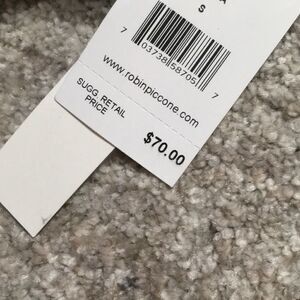 A
S
7 03738 58705 7
www.robinpiccone.com
SUGG. RETAIL
PRICE
$70.00